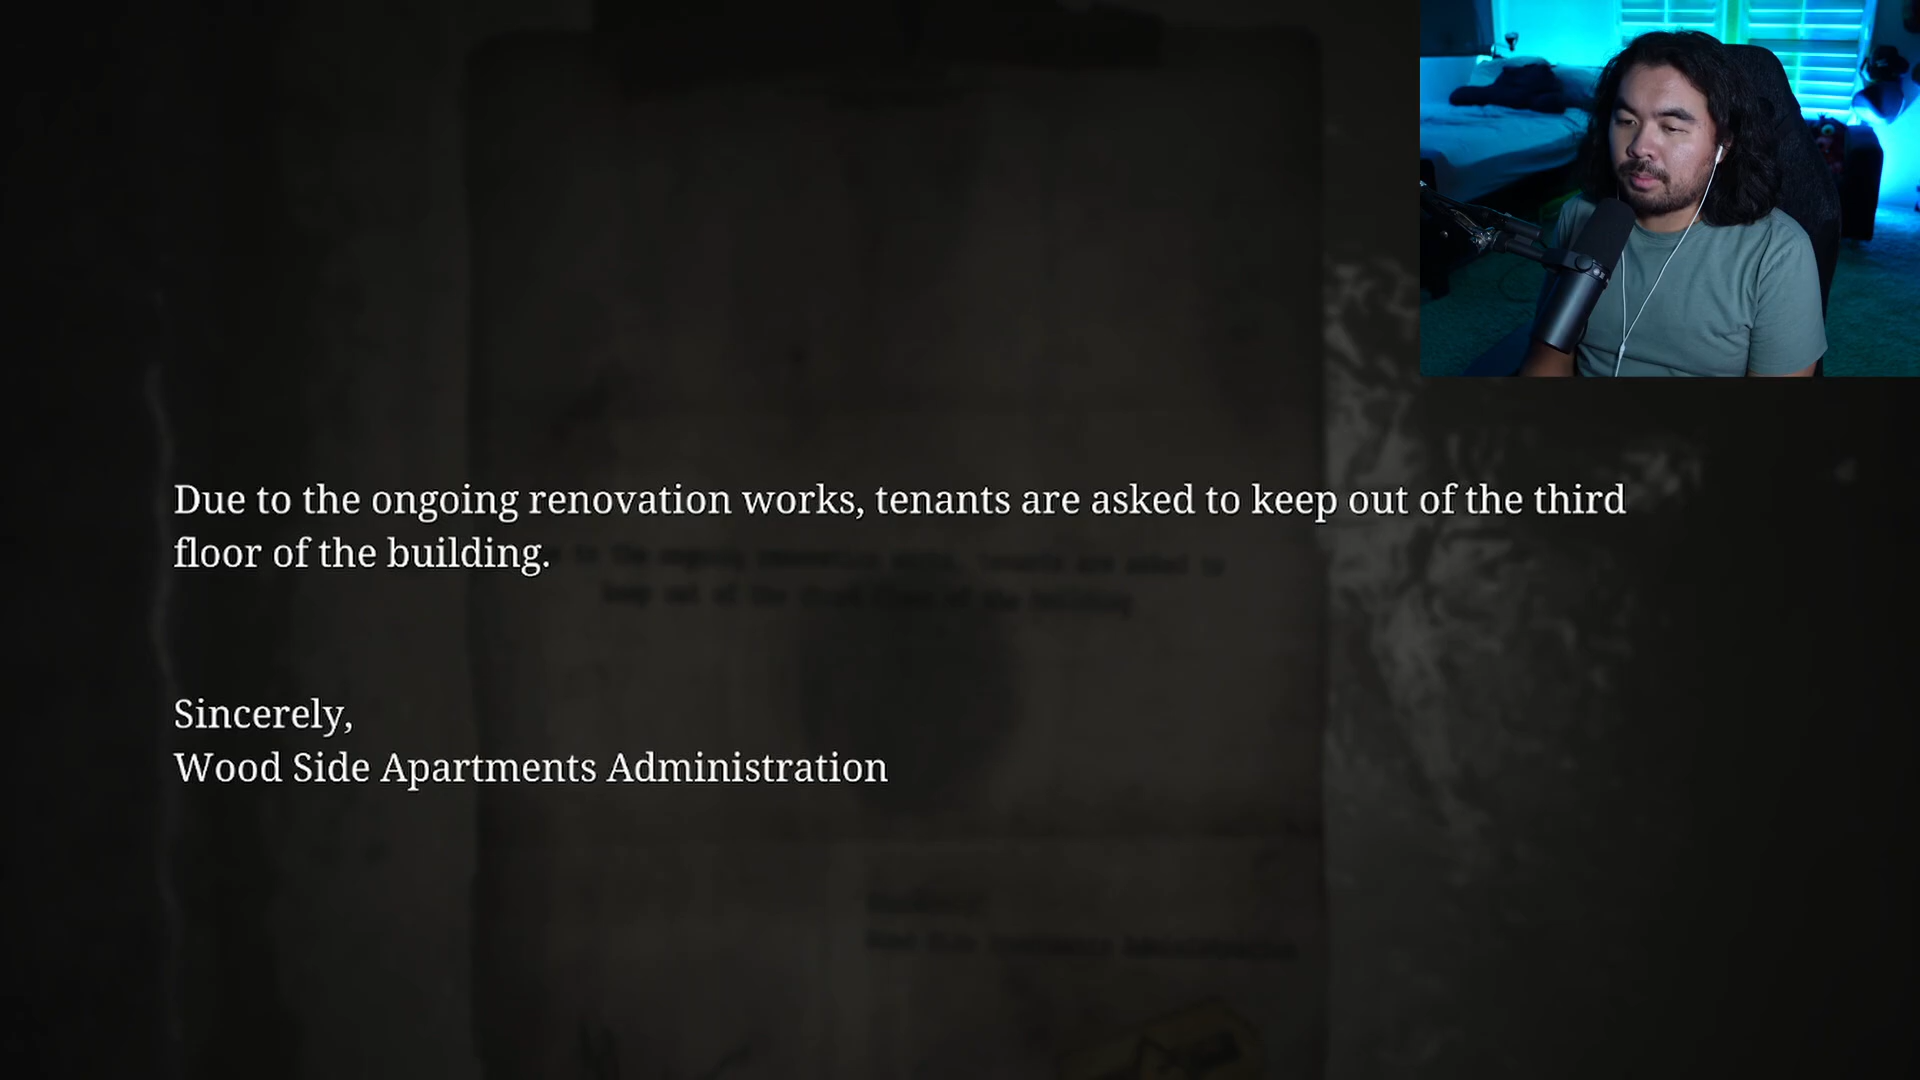 Due to the ongoing renovation works, tenants are asked to keep out of the third
floor of the building.
Sincerely,
Wood Side Apartments Administration